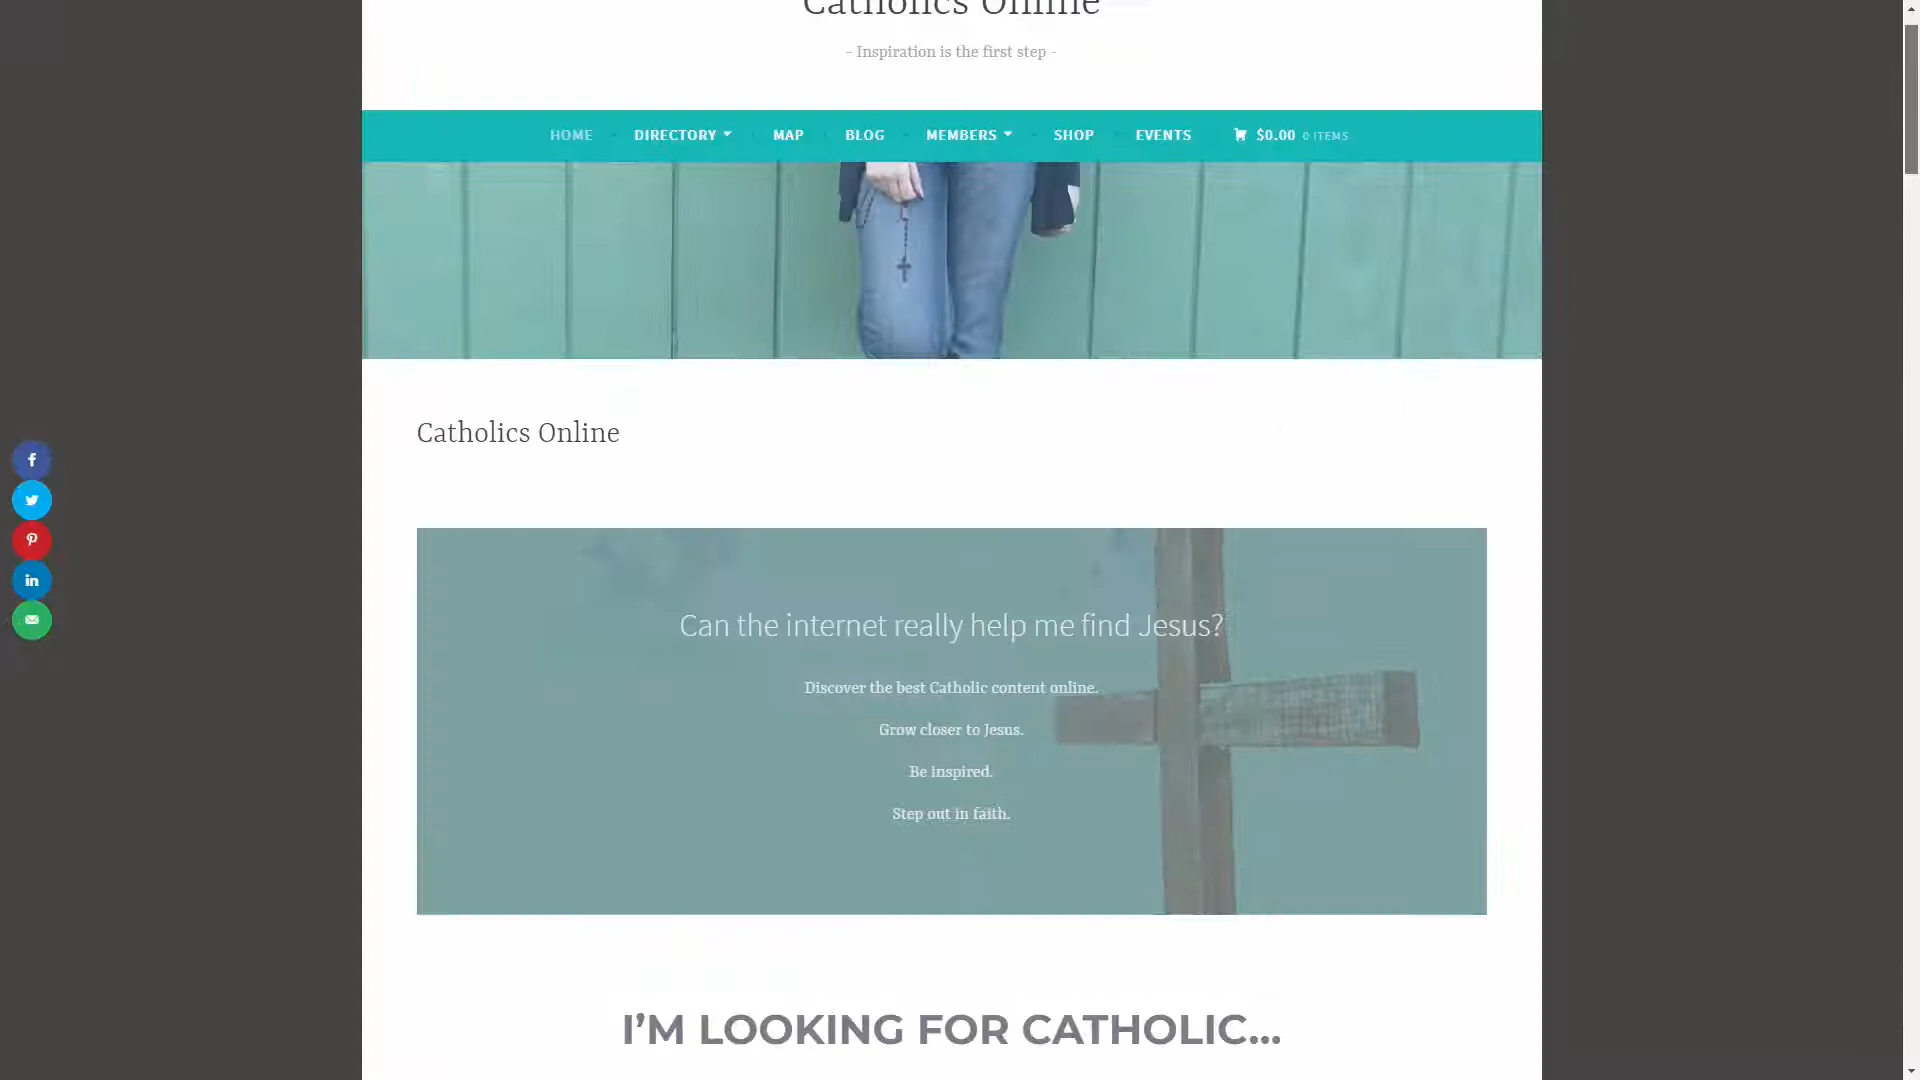 Catholics Online
- Inspiration is the first step -
HOME DIRECTORY MAP BLOG MEMBERS SHOP EVENTS $0.00 0 ITEMS
Catholics Online
Can the internet really help me find Jesus?
Discover the best Catholic content online.
Grow closer to Jesus.
Be inspired.
Step out in faith.
I’M LOOKING FOR CATHOLIC...